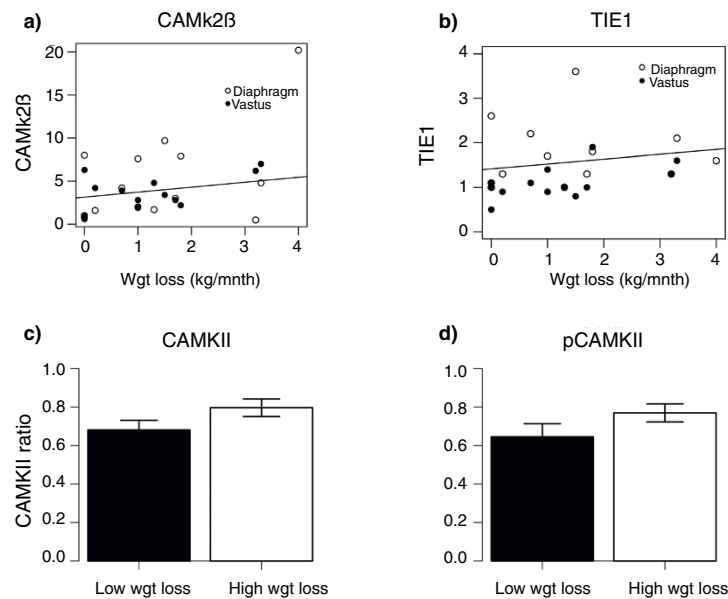 a)
CAMk2ß
CAMk2ß
20
15
10
5
0
Diaphragm
Vastus
0 1 2 3 4
Wgt loss (kg/mnth)
b)
TIE1
TIE1
4
3
2
1
0
Diaphragm
Vastus
0 1 2 3 4
Wgt loss (kg/mnth)
c)
CAMKII
CAMKII ratio
1.0
0.8
0.6
0.4
0.2
0.0
Low wgt loss High wgt loss
d)
pCAMKII
1.0
0.8
0.6
0.4
0.2
0.0
Low wgt loss High wgt loss